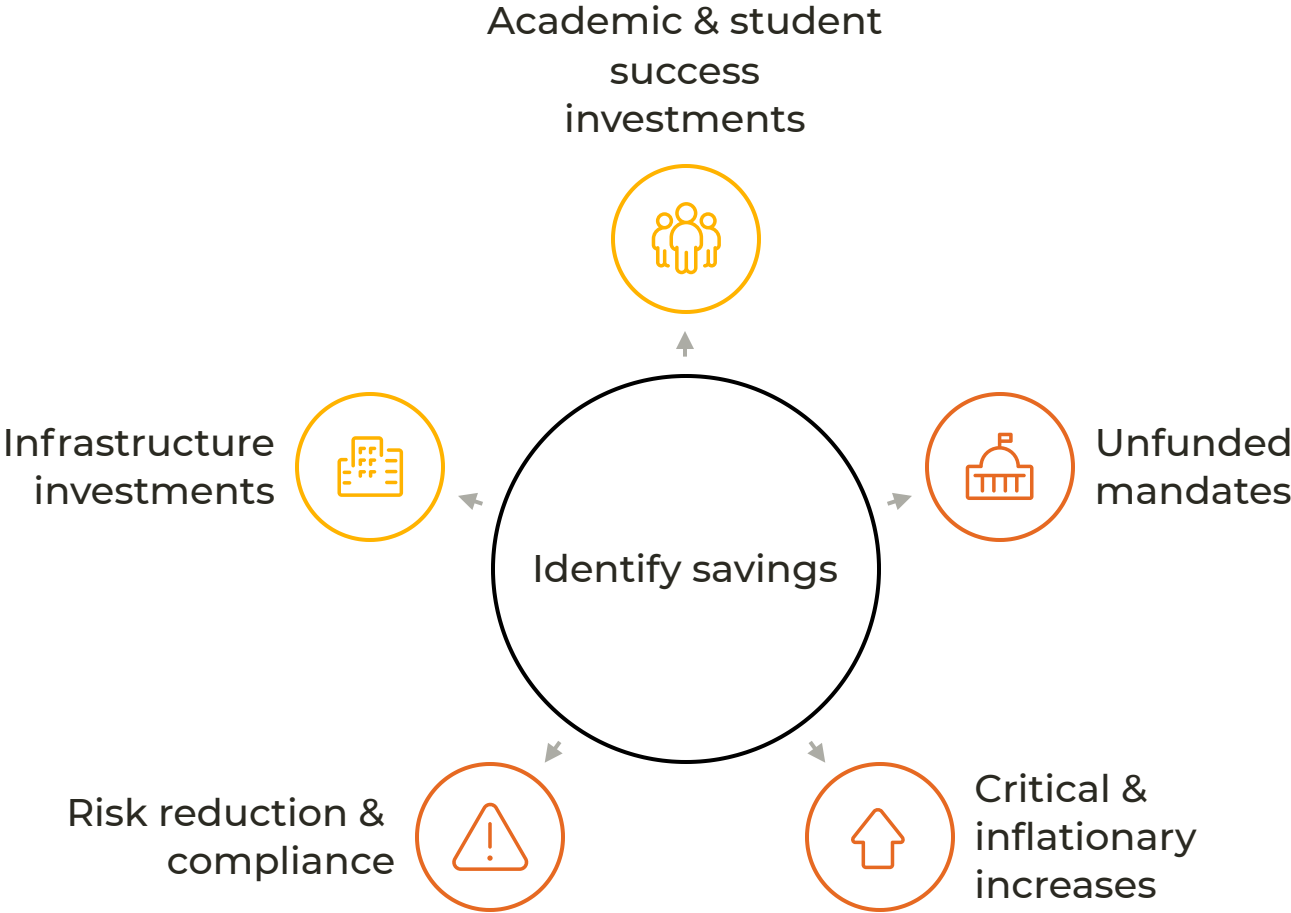 Academic & student
success
investments
Infrastructure
investments
Unfunded
mandates
Identify savings
Risk reduction &
compliance
Critical &
inflationary
increases